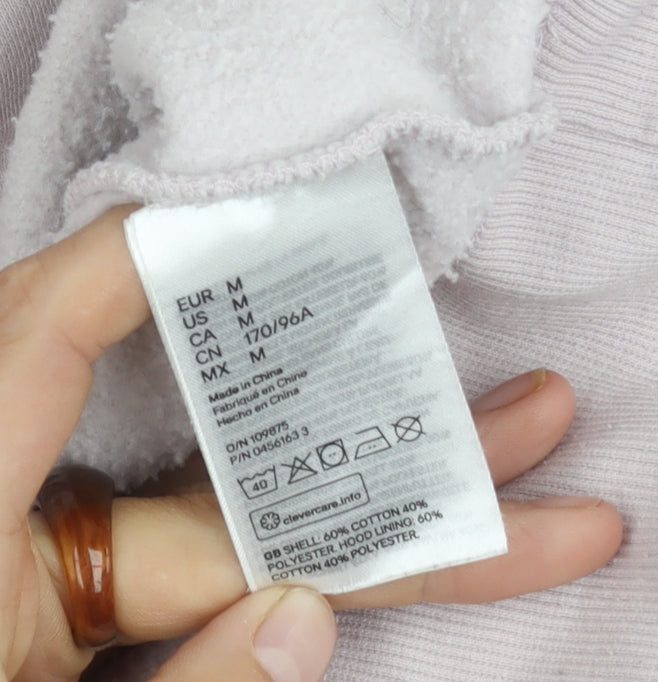 EUR M
US M
CA M
CN 170/96A
MX M
Made in China
Fabriqué en Chine
Hecho en China
O/N 109875
P/N 0456163 3
40
clevercare.info
GB SHELL: 60% COTTON 40%
POLYESTER. HOOD LINING: 60%
COTTON 40% POLYESTER.